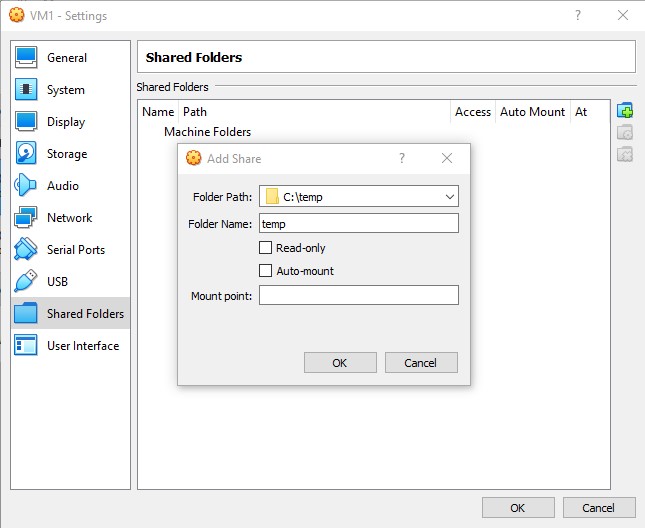 VM1 - Settings
?
General
System
Display
Storage
Audio
Network
Serial Ports
USB
Shared Folders
User Interface
Shared Folders
Shared Folders
Name Path Access Auto Mount At
Machine Folders
Add Share
?
Folder Path: C:\temp
Folder Name: temp
Read-only
Auto-mount
Mount point:
OK Cancel
OK Cancel